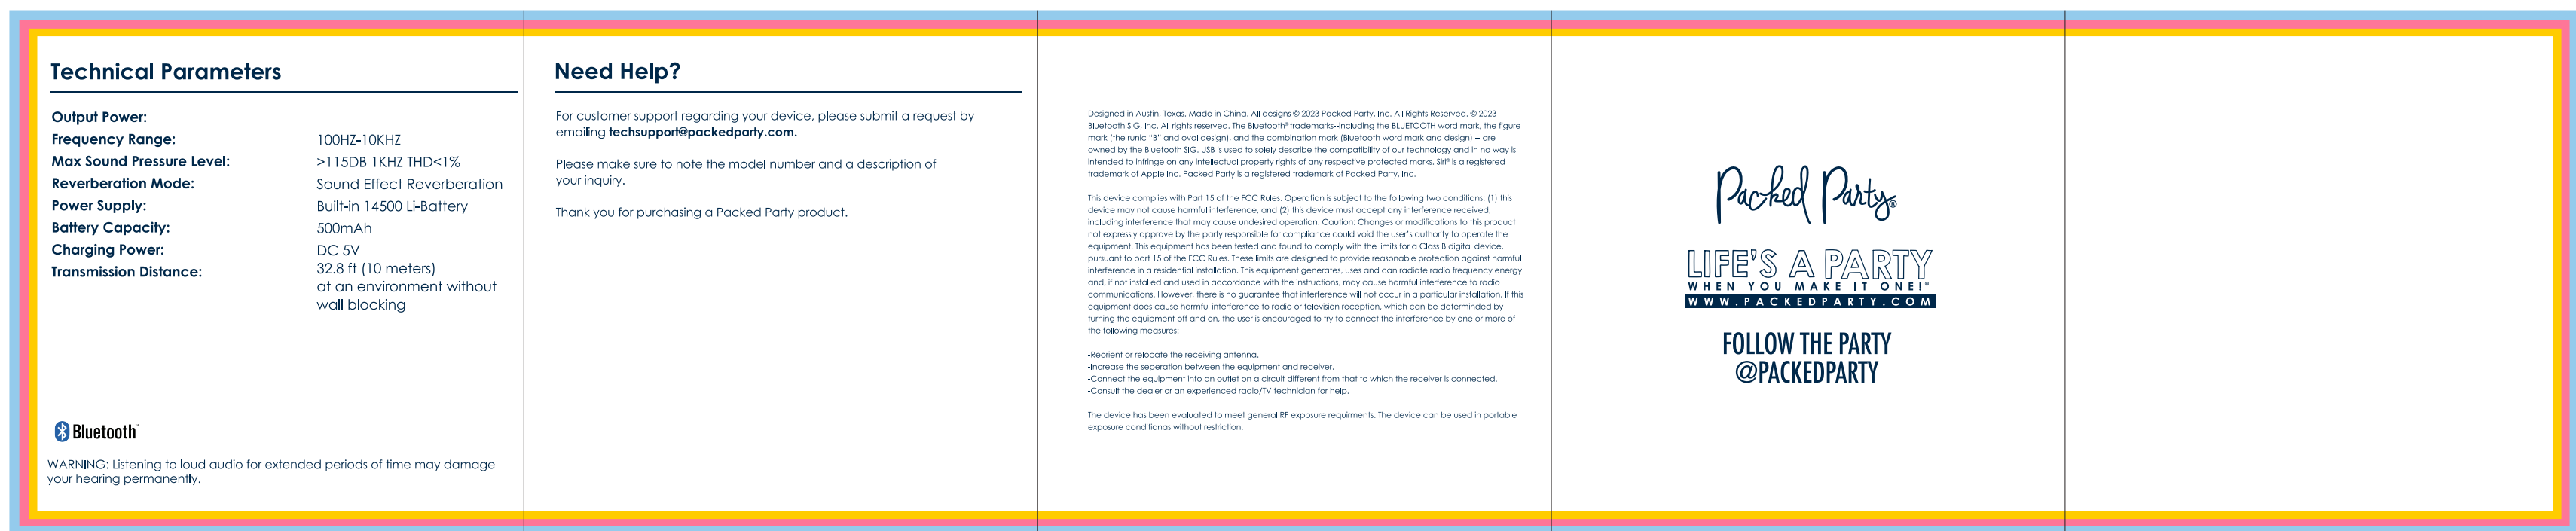 Technical Parameters
Output Power:
Frequency Range: 100HZ-10KHZ
Max Sound Pressure Level: >115DB 1KHZ THD<1%
Reverberation Mode: Sound Effect Reverberation
Power Supply: Built-in 14500 Li-Battery
Battery Capacity: 500mAh
Charging Power: DC 5V
Transmission Distance: 32.8 ft (10 meters)
at an environment without
wall blocking
Bluetooth™
WARNING: Listening to loud audio for extended periods of time may damage
your hearing permanently.
Need Help?
For customer support regarding your device, please submit a request by
emailing techsupport@packedparty.com.
Please make sure to note the model number and a description of
your inquiry.
Thank you for purchasing a Packed Party product.
Designed in Austin, Texas. Made in China, All designs © 2023 Packed Party, Inc. All Rights Reserved. © 2023
Bluetooth SIG, Inc. All rights reserved. The Bluetooth® trademarks--including the BLUETOOTH word mark, the figure
mark (the runic “B” and oval design), and the combination mark (Bluetooth word mark and design) – are
owned by the Bluetooth SIG. USB is used to solely describe the compatibility of our technology and in no way is
intended to infringe on any intellectual property rights of any respective protected marks. Siri® is a registered
trademark of Apple Inc. Packed Party is a registered trademark of Packed Party, Inc.
This device complies with Part 15 of the FCC Rules. Operation is subject to the following two conditions: (1) this
device may not cause harmful interference, and (2) this device must accept any interference received,
including interference that may cause undesired operation. Caution: Changes or modifications to this product
not expressly approve by the party responsible for compliance could void the user’s authority to operate the
equipment. This equipment has been tested and found to comply with the limits for a Class B digital device,
pursuant to part 15 of the FCC Rules. These limits are designed to provide reasonable protection against harmful
interference in a residential installation. This equipment generates, uses and can radiate radio frequency energy
and, if not installed and used in accordance with the instructions, may cause harmful interference to radio
communications. However, there is no guarantee that interference will not occur in a particular installation. If this
equipment does cause harmful interference to radio or television reception, which can be determinded by
turning the equipment off and on, the user is encouraged to try to connect the interference by one or more of
the following measures:
-Reorient or relocate the receiving antenna.
-Increase the seperation between the equipment and receiver.
-Connect the equipment into an outlet on a circuit different from that to which the receiver is connected.
-Consult the dealer or an experienced radio/TV technician for help.
The device has been evaluated to meet general RF exposure requirments. The device can be used in portable
exposure conditionas without restriction.
Packed Party®
LIFE'S A PARTY
WHEN YOU MAKE IT ONE!®
WWW.PACKEDPARTY.COM
FOLLOW THE PARTY
@PACKEDPARTY